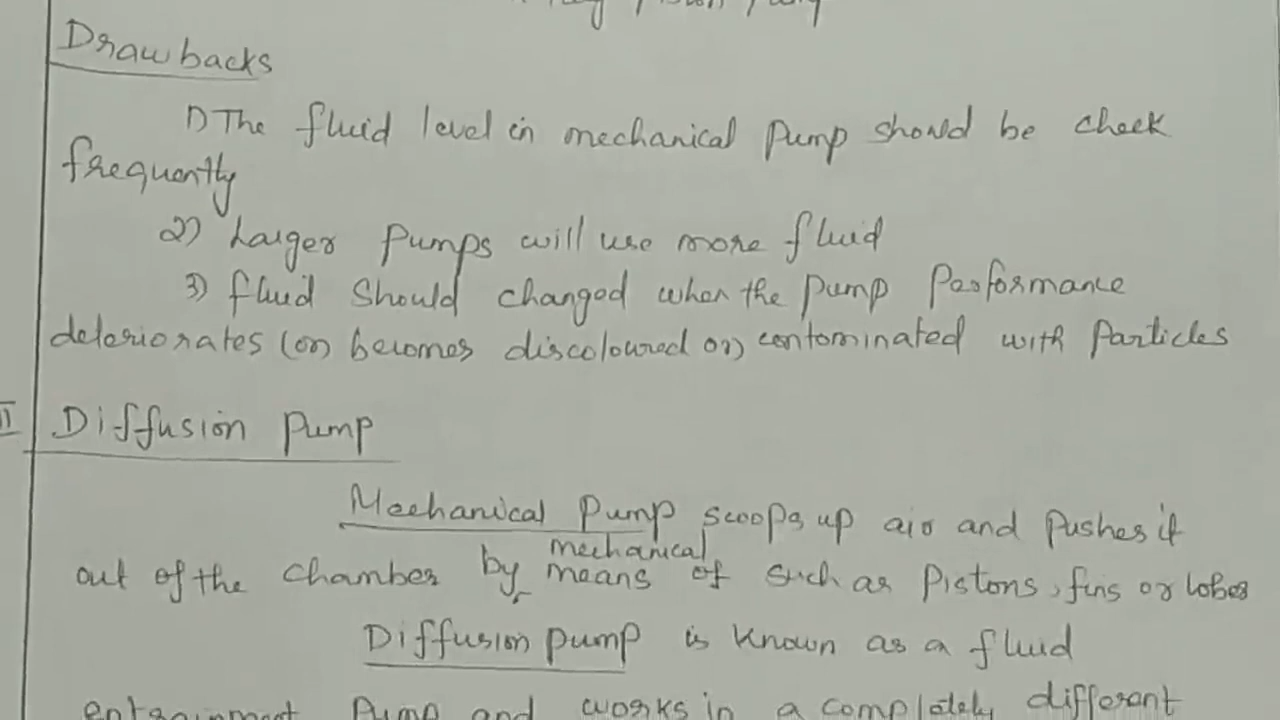 Drawbacks
1) The fluid level in mechanical Pump should be check
frequently
2) Larger Pumps will use more fluid
3) fluid should changed when the pump Performance
deteriorates (or) becomes discoloured or) contaminated with Particles
II Diffusion Pump
Mechanical Pump scoops up air and Pushes it
mechanical
out of the chamber by means of such as Pistons, fins or lobes
Diffusion pump is known as a fluid
entrainment Pump and works in a completely different